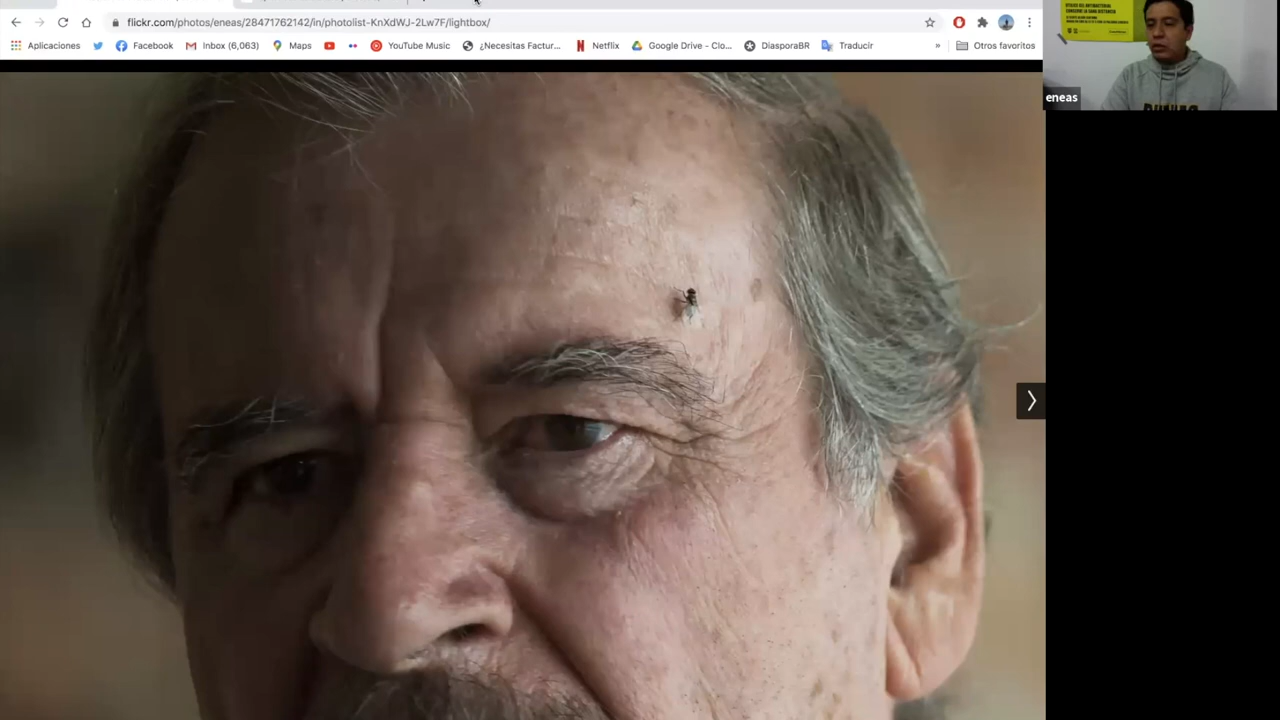 flickr.com/photos/eneas/28471762142/in/photolist-KnXdWJ-2Lw7F/lightbox/
Aplicaciones Facebook Inbox (6,063) Maps YouTube Music ¿Necesitas Factur... Netflix Google Drive - Clo... DiasporaBR Traducir » Otros favoritos
eneas